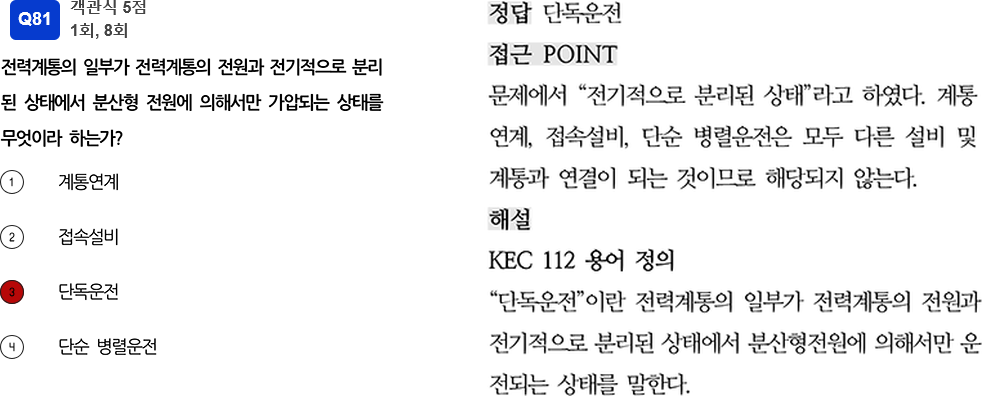 Q81
객관식 5점
1회, 8회
전력계통의 일부가 전력계통의 전원과 전기적으로 분리
된 상태에서 분산형 전원에 의해서만 가압되는 상태를
무엇이라 하는가?
1 계통연계
2 접속설비
3 단독운전
4 단순 병렬운전
정답 단독운전
접근 POINT
문제에서 “전기적으로 분리된 상태”라고 하였다. 계통
연계, 접속설비, 단순 병렬운전은 모두 다른 설비 및
계통과 연결이 되는 것이므로 해당되지 않는다.
해설
KEC 112 용어 정의
“단독운전”이란 전력계통의 일부가 전력계통의 전원과
전기적으로 분리된 상태에서 분산형전원에 의해서만 운
전되는 상태를 말한다.